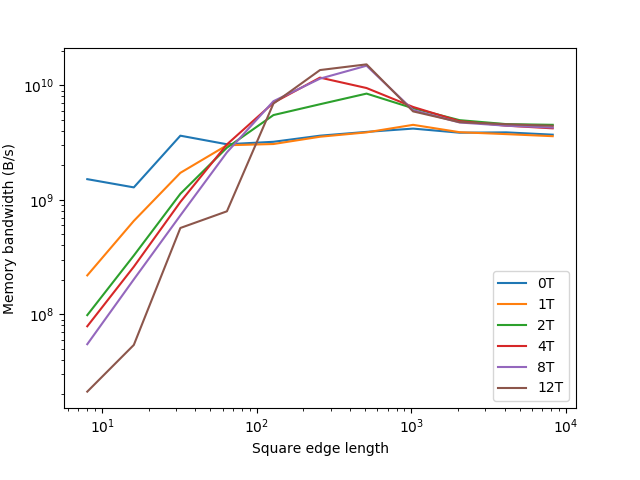 Memory bandwidth (B/s)
10¹⁰
10⁹
10⁸
0T
1T
2T
4T
8T
12T
10¹
10²
10³
10⁴
Square edge length